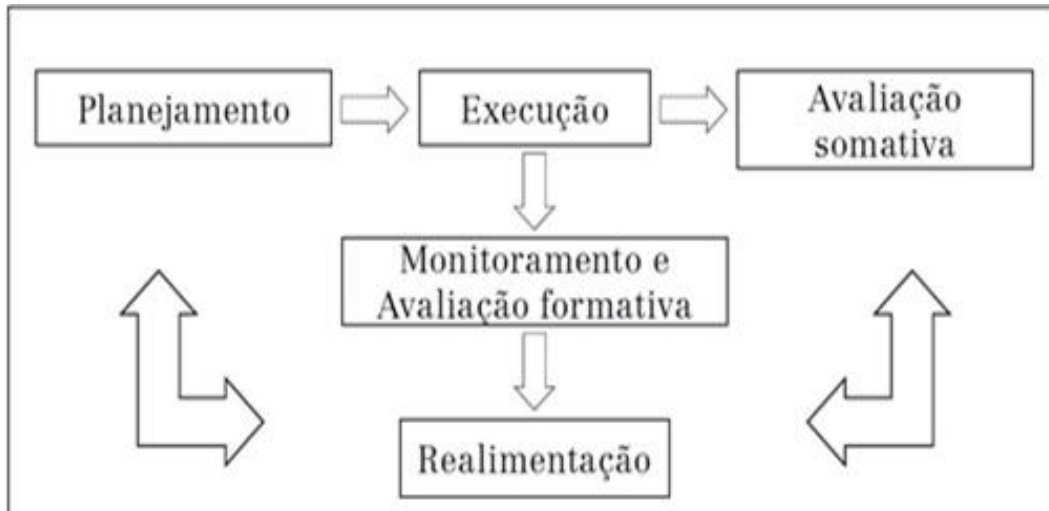 Planejamento
Execução
Avaliação
somativa
Monitoramento e
Avaliação formativa
Realimentação